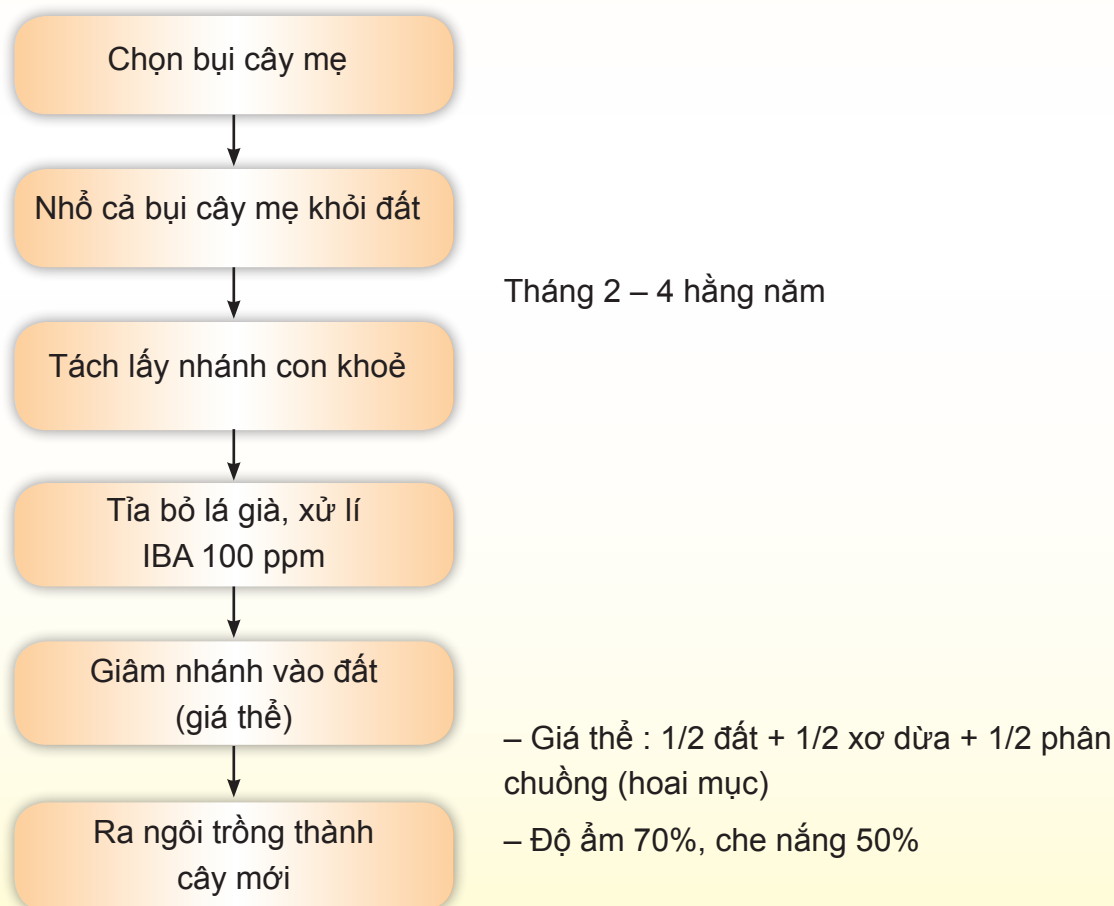 Chọn bụi cây mẹ
Nhổ cả bụi cây mẹ khỏi đất
Tháng 2 – 4 hằng năm
Tách lấy nhánh con khoẻ
Tỉa bỏ lá già, xử lí
IBA 100 ppm
Giâm nhánh vào đất
(giá thể)
– Giá thể : 1/2 đất + 1/2 xơ dừa + 1/2 phân
chuồng (hoai mục)
– Độ ẩm 70%, che nắng 50%
Ra ngôi trồng thành
cây mới